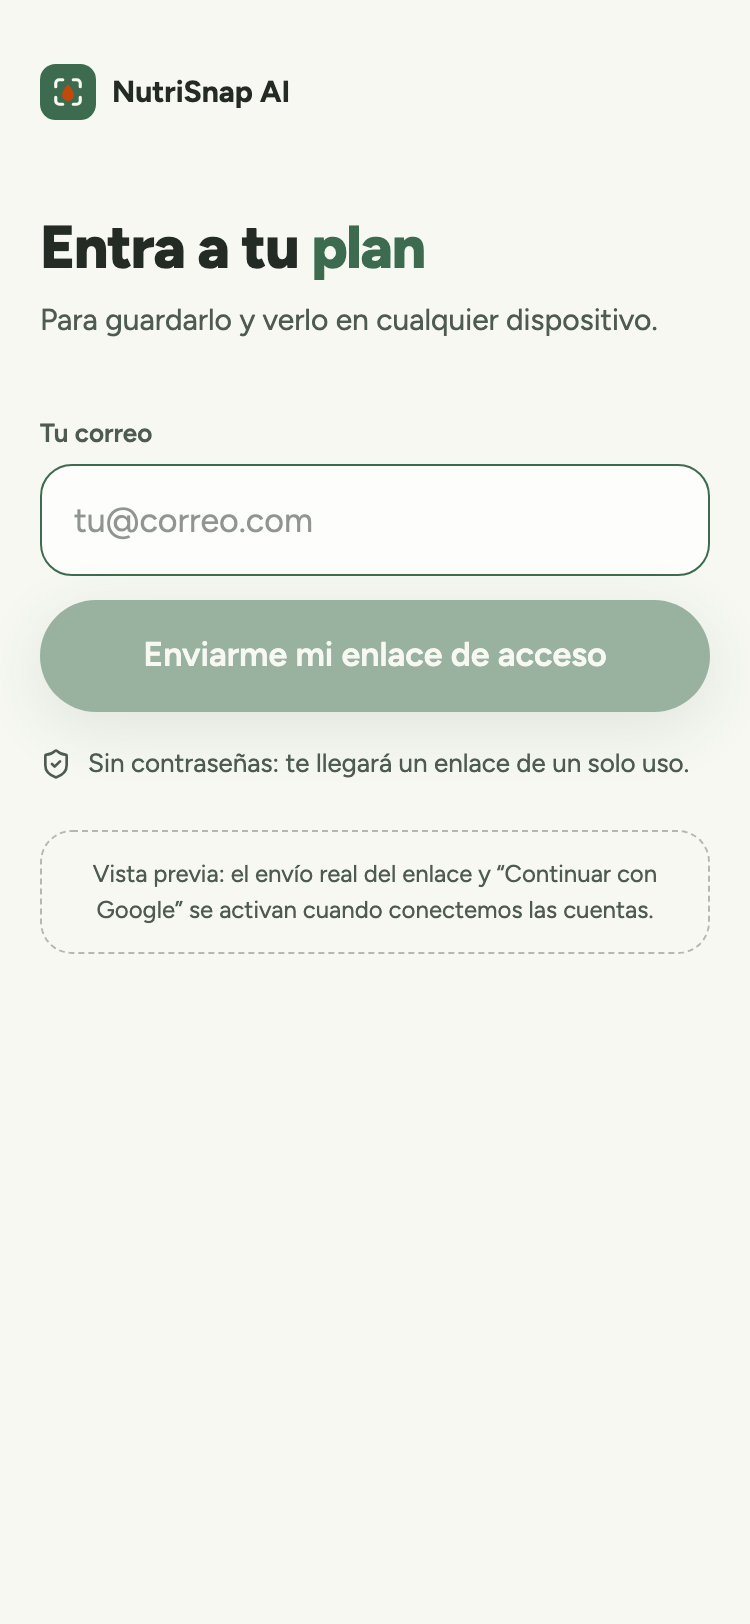 NutriSnap AI
Entra a tu plan
Para guardarlo y verlo en cualquier dispositivo.
Tu correo
tu@correo.com
Enviarme mi enlace de acceso
Sin contraseñas: te llegará un enlace de un solo uso.
Vista previa: el envío real del enlace y “Continuar con
Google” se activan cuando conectemos las cuentas.